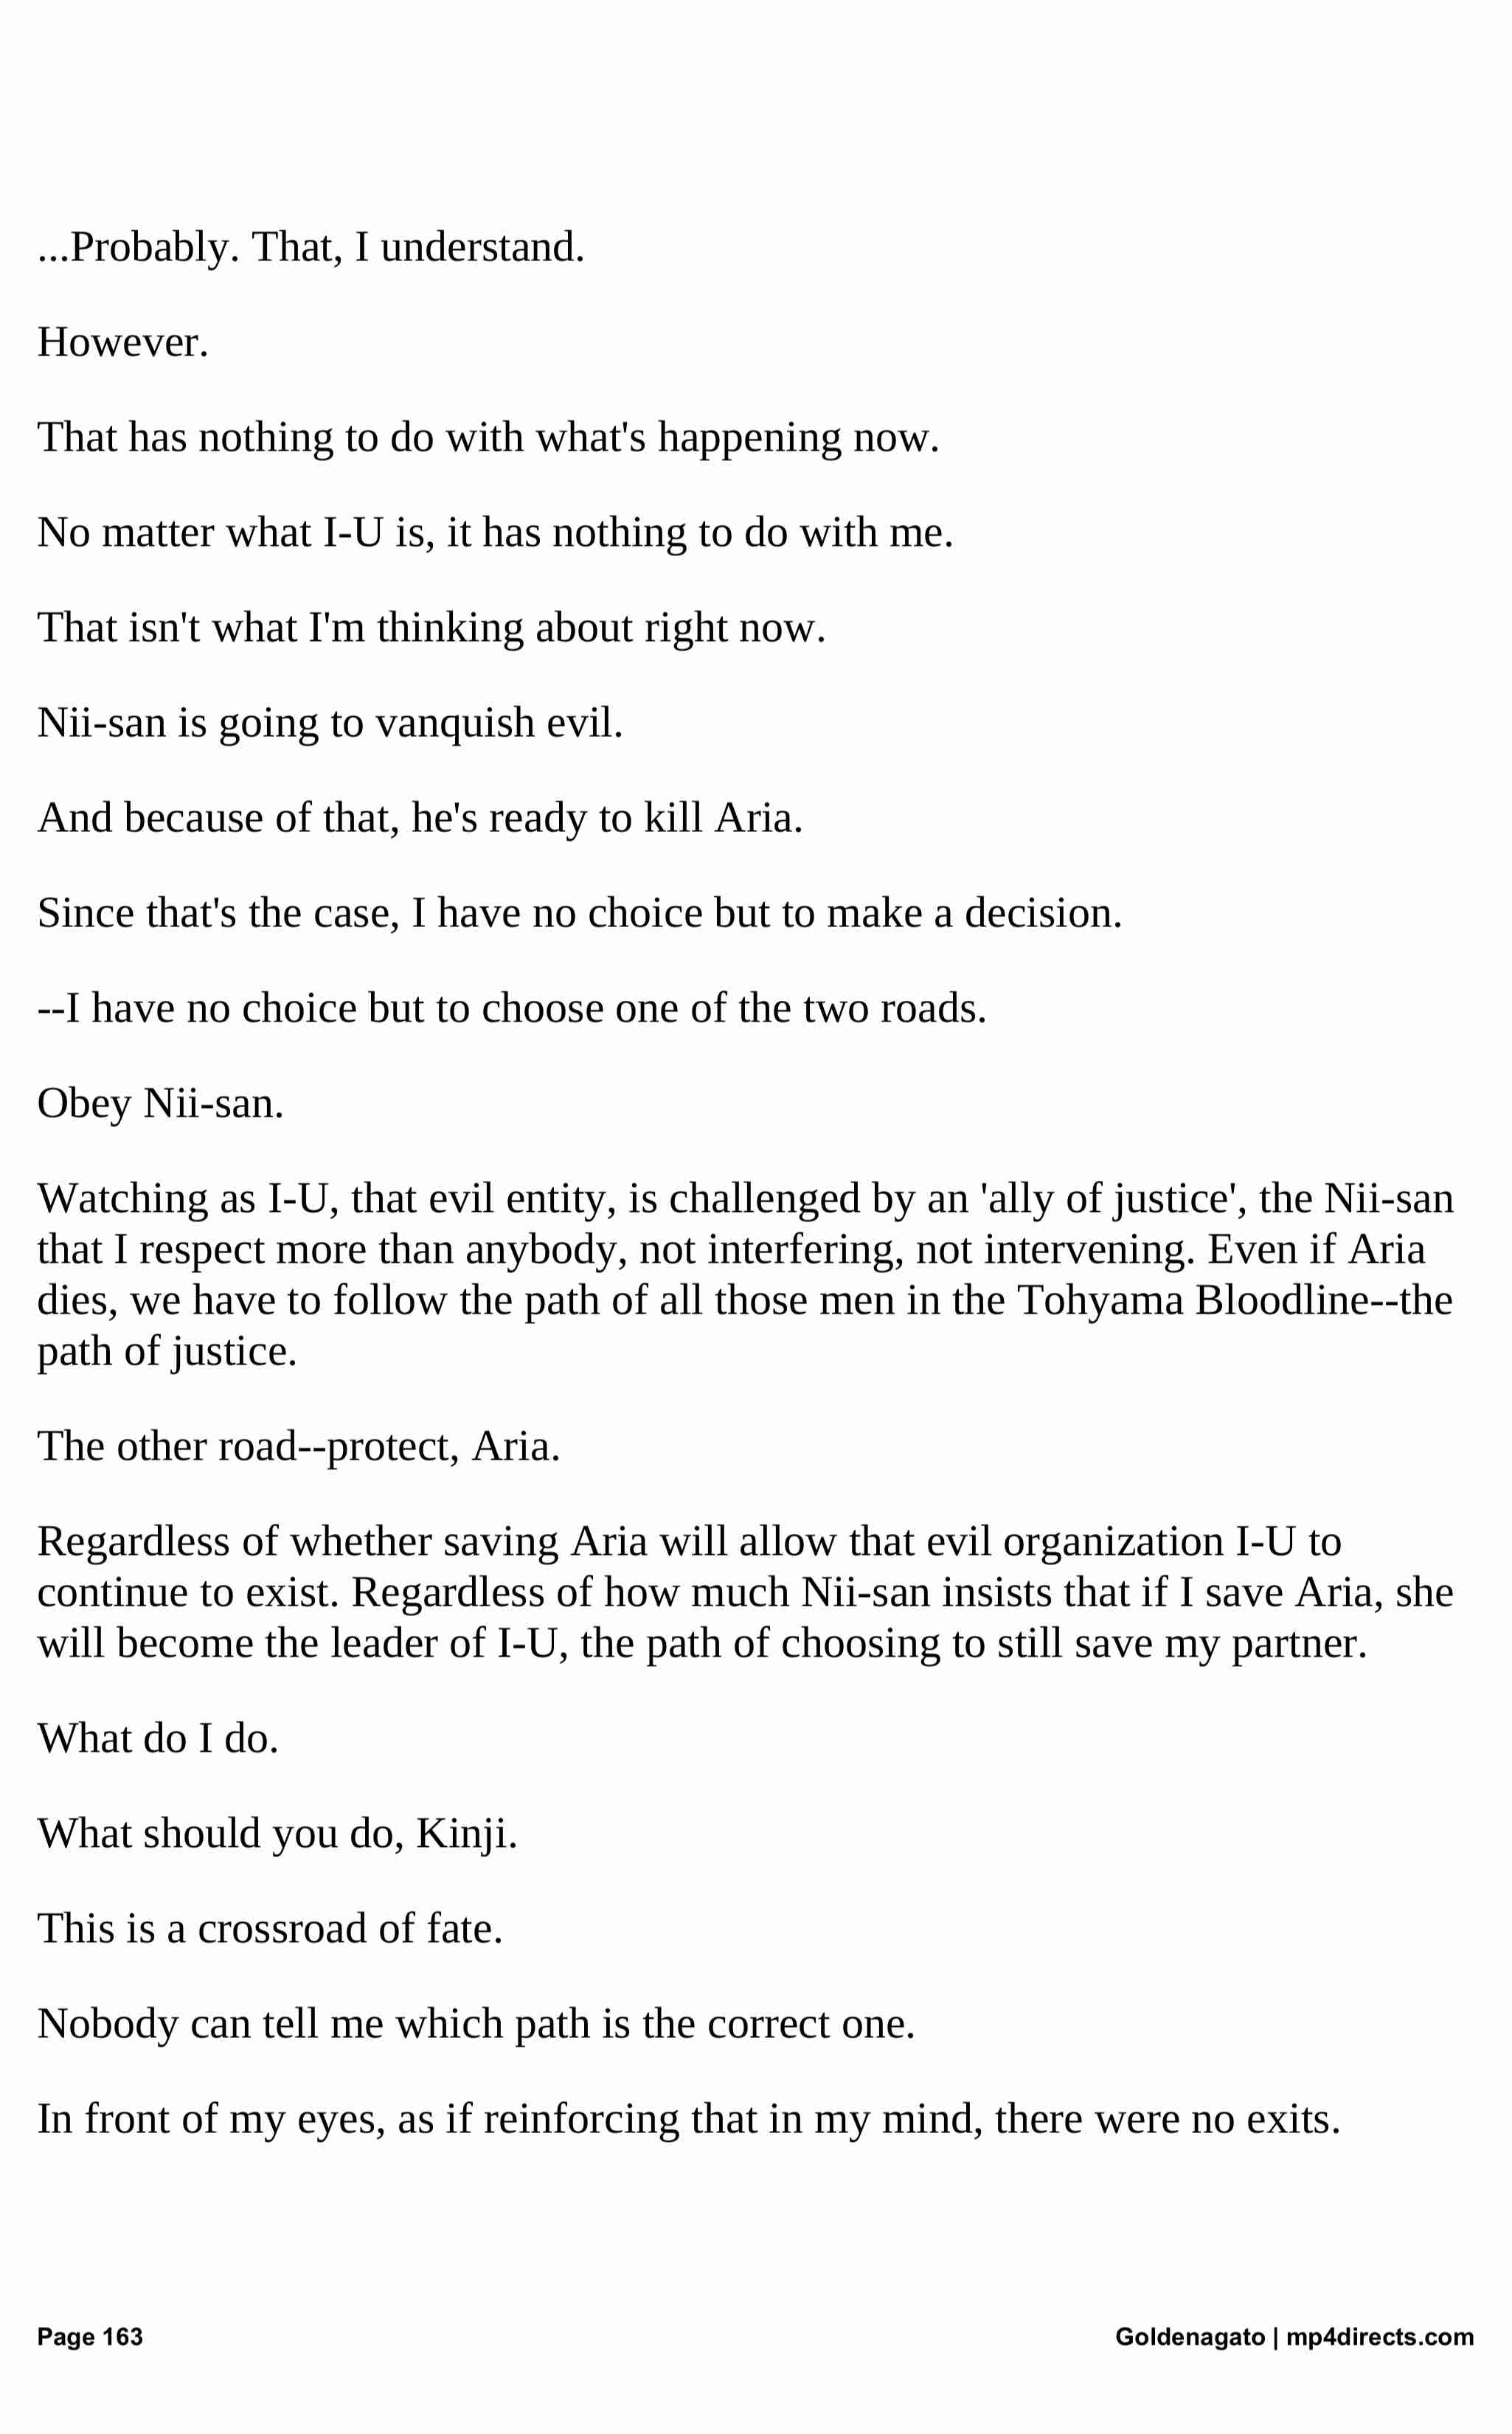 ...Probably. That, I understand.
However.
That has nothing to do with what's happening now.
No matter what I-U is, it has nothing to do with me.
That isn't what I'm thinking about right now.
Nii-san is going to vanquish evil.
And because of that, he's ready to kill Aria.
Since that's the case, I have no choice but to make a decision.
--I have no choice but to choose one of the two roads.
Obey Nii-san.
Watching as I-U, that evil entity, is challenged by an 'ally of justice', the Nii-san
that I respect more than anybody, not interfering, not intervening. Even if Aria
dies, we have to follow the path of all those men in the Tohyama Bloodline--the
path of justice.
The other road--protect, Aria.
Regardless of whether saving Aria will allow that evil organization I-U to
continue to exist. Regardless of how much Nii-san insists that if I save Aria, she
will become the leader of I-U, the path of choosing to still save my partner.
What do I do.
What should you do, Kinji.
This is a crossroad of fate.
Nobody can tell me which path is the correct one.
In front of my eyes, as if reinforcing that in my mind, there were no exits.
Page 163
Goldenagato | mp4directs.com